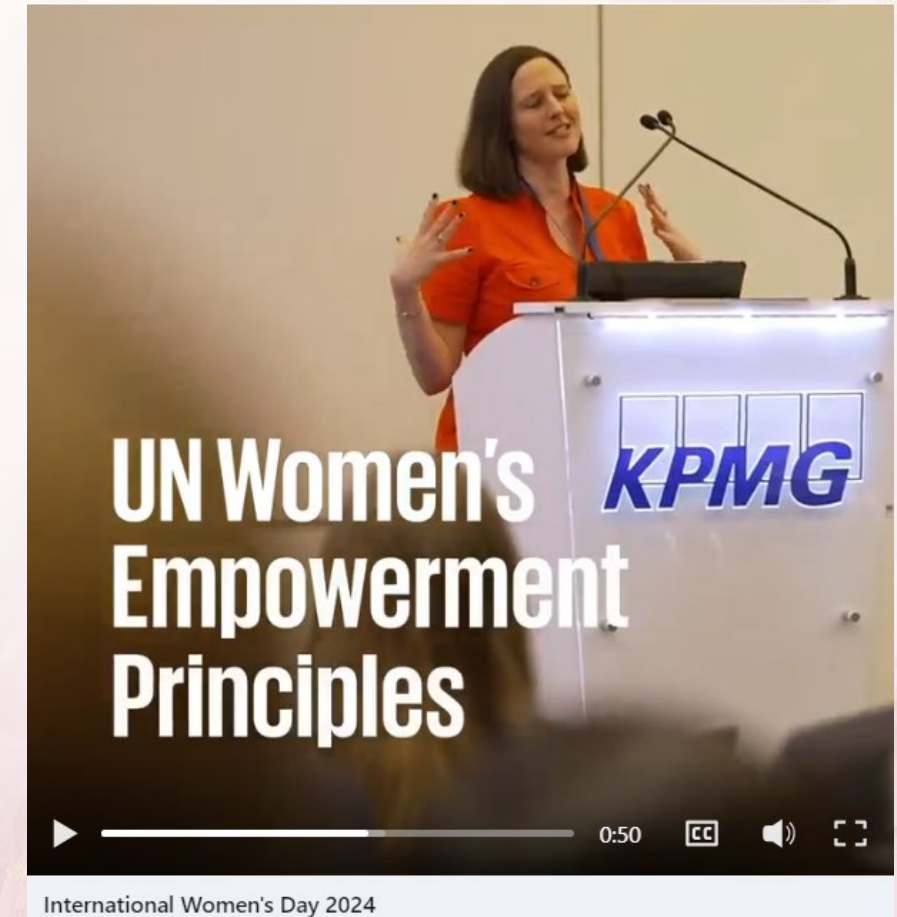 KPMG
UN Women's
Empowerment
Principles
0:50
CC
International Women's Day 2024